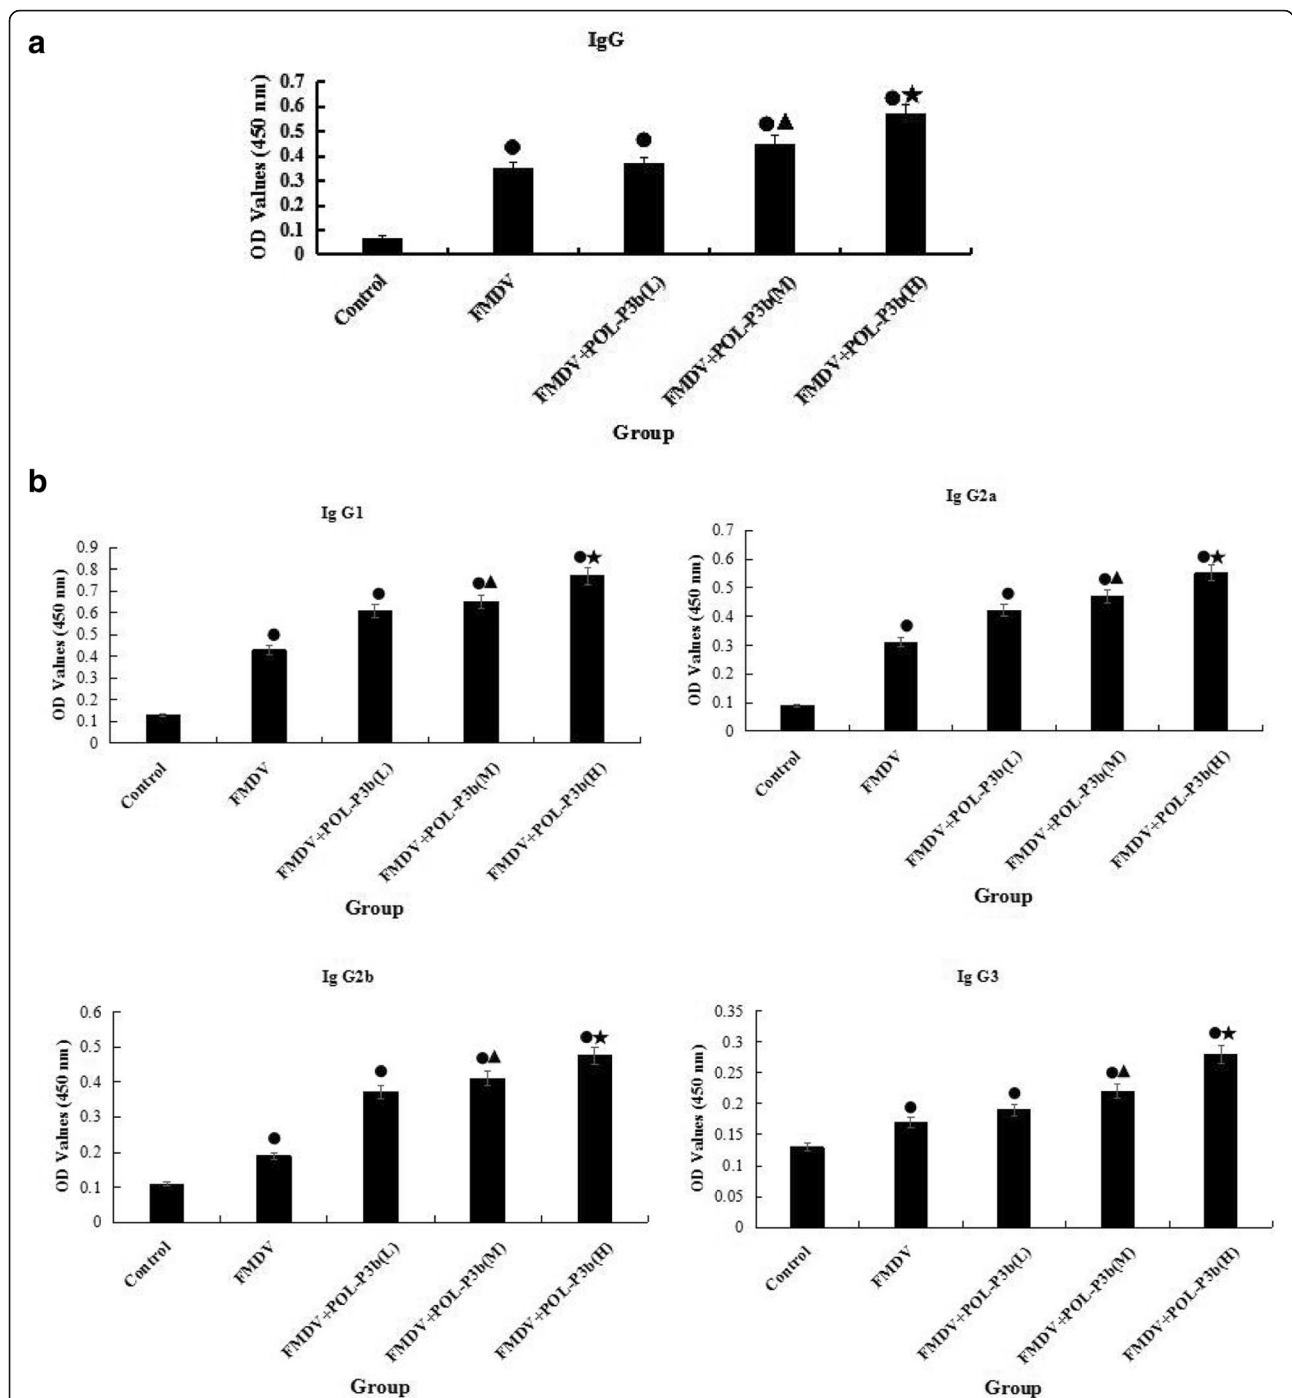 a
IgG
OD Values (450 nm)
0.7
0.6
0.5
0.4
0.3
0.2
0.1
0
Control
FMDV
FMDV+POL-P3b(L)
FMDV+POL-P3b(M)
FMDV+POL-P3b(H)
Group
b
Ig G1
OD Values (450 nm)
0.9
0.8
0.7
0.6
0.5
0.4
0.3
0.2
0.1
0
Control
FMDV
FMDV+POL-P3b(L)
FMDV+POL-P3b(M)
FMDV+POL-P3b(H)
Group
Ig G2a
OD Values (450 nm)
0.7
0.6
0.5
0.4
0.3
0.2
0.1
0
Control
FMDV
FMDV+POL-P3b(L)
FMDV+POL-P3b(M)
FMDV+POL-P3b(H)
Group
Ig G2b
OD Values (450 nm)
0.6
0.5
0.4
0.3
0.2
0.1
0
Control
FMDV
FMDV+POL-P3b(L)
FMDV+POL-P3b(M)
FMDV+POL-P3b(H)
Group
Ig G3
OD Values (450 nm)
0.35
0.3
0.25
0.2
0.15
0.1
0.05
0
Control
FMDV
FMDV+POL-P3b(L)
FMDV+POL-P3b(M)
FMDV+POL-P3b(H)
Group